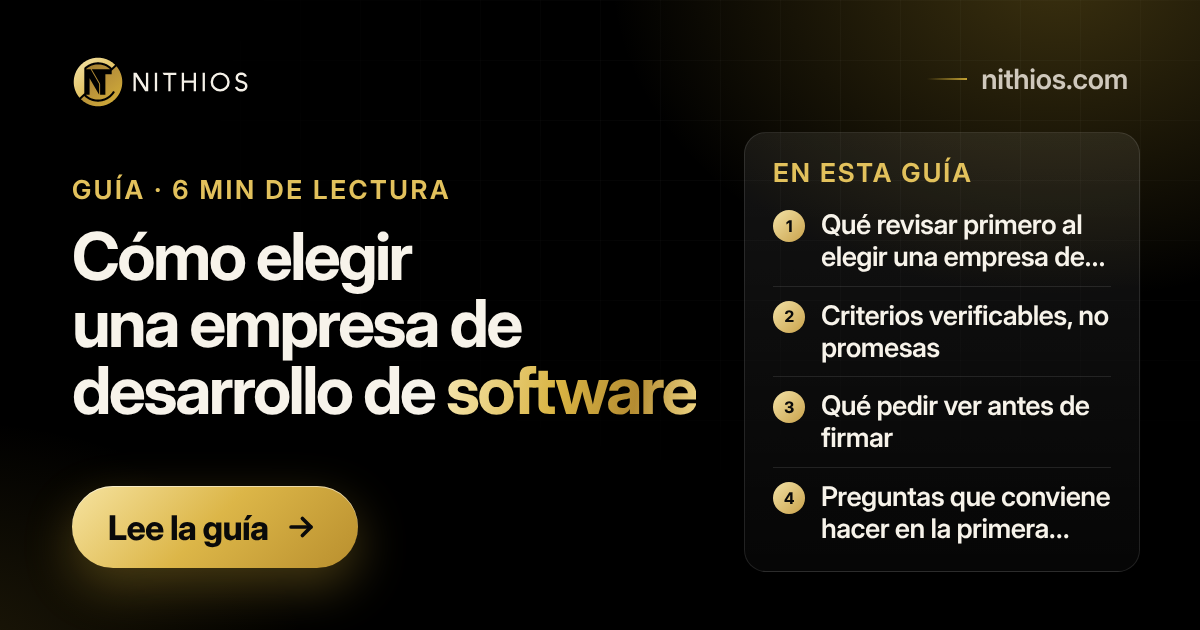 NITHIOS
nithios.com
GUÍA · 6 MIN DE LECTURA
Cómo elegir
una empresa de
desarrollo de software
Lee la guía →
EN ESTA GUÍA
1 Qué revisar primero al
elegir una empresa de...
2 Criterios verificables, no
promesas
3 Qué pedir ver antes de
firmar
4 Preguntas que conviene
hacer en la primera...